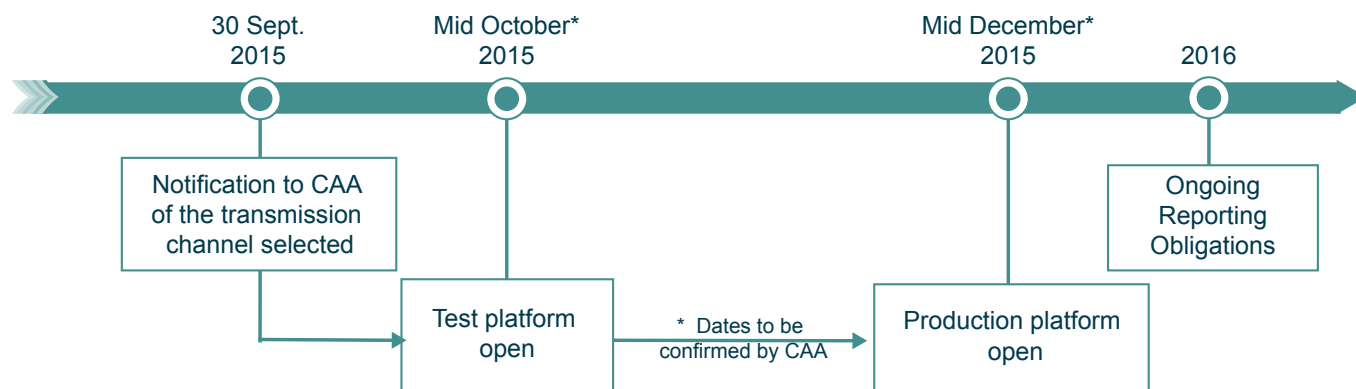 30 Sept.
2015
Mid October*
2015
Mid December*
2015
2016
Notification to CAA
of the transmission
channel selected
Test platform
open
* Dates to be
confirmed by CAA
Production platform
open
Ongoing
Reporting
Obligations